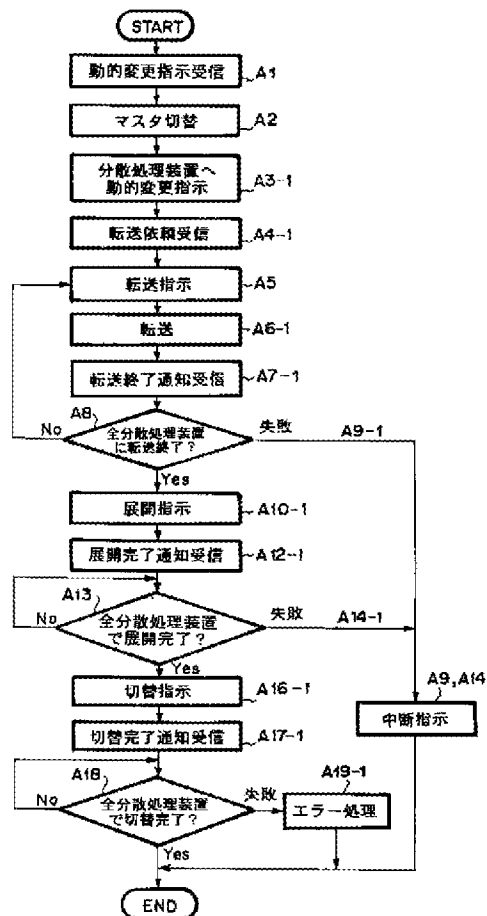 START
動的変更指示受信
A1
マスタ切替
A2
分散処理装置へ
動的変更指示
A3-1
転送依頼受信
A4-1
転送指示
A5
転送
A6-1
転送終了通知受信
A7-1
A8
No
全分散処理装置
に転送終了?
失敗
A9-1
Yes
展開指示
A10-1
展開完了通知受信
A12-1
A13
No
全分散処理装置
で展開完了?
失敗
A14-1
Yes
切替指示
A16-1
A9,A14
中断指示
切替完了通知受信
A17-1
A18
No
全分散処理装置
で切替完了?
失敗
A19-1
エラー処理
Yes
END